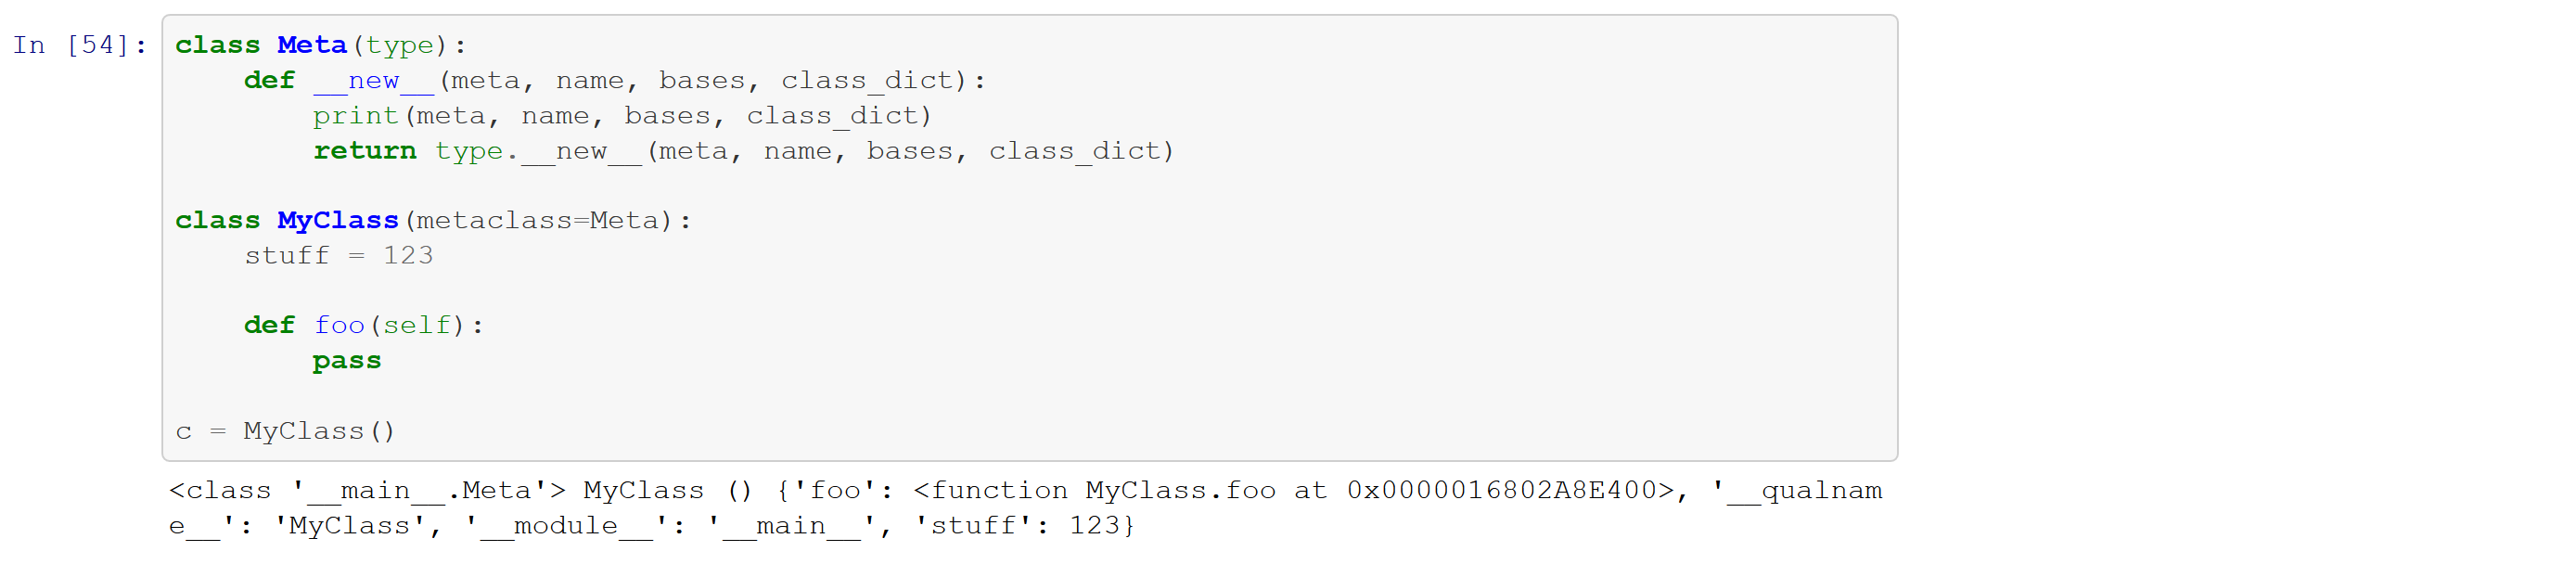 In [54]: class Meta(type):
    def __new__(meta, name, bases, class_dict):
        print(meta, name, bases, class_dict)
        return type.__new__(meta, name, bases, class_dict)

class MyClass(metaclass=Meta):
    stuff = 123

    def foo(self):
        pass

c = MyClass()
<class '__main__.Meta'> MyClass () {'foo': <function MyClass.foo at 0x0000016802A8E400>, '__qualnam
e__': 'MyClass', '__module__': '__main__', 'stuff': 123}